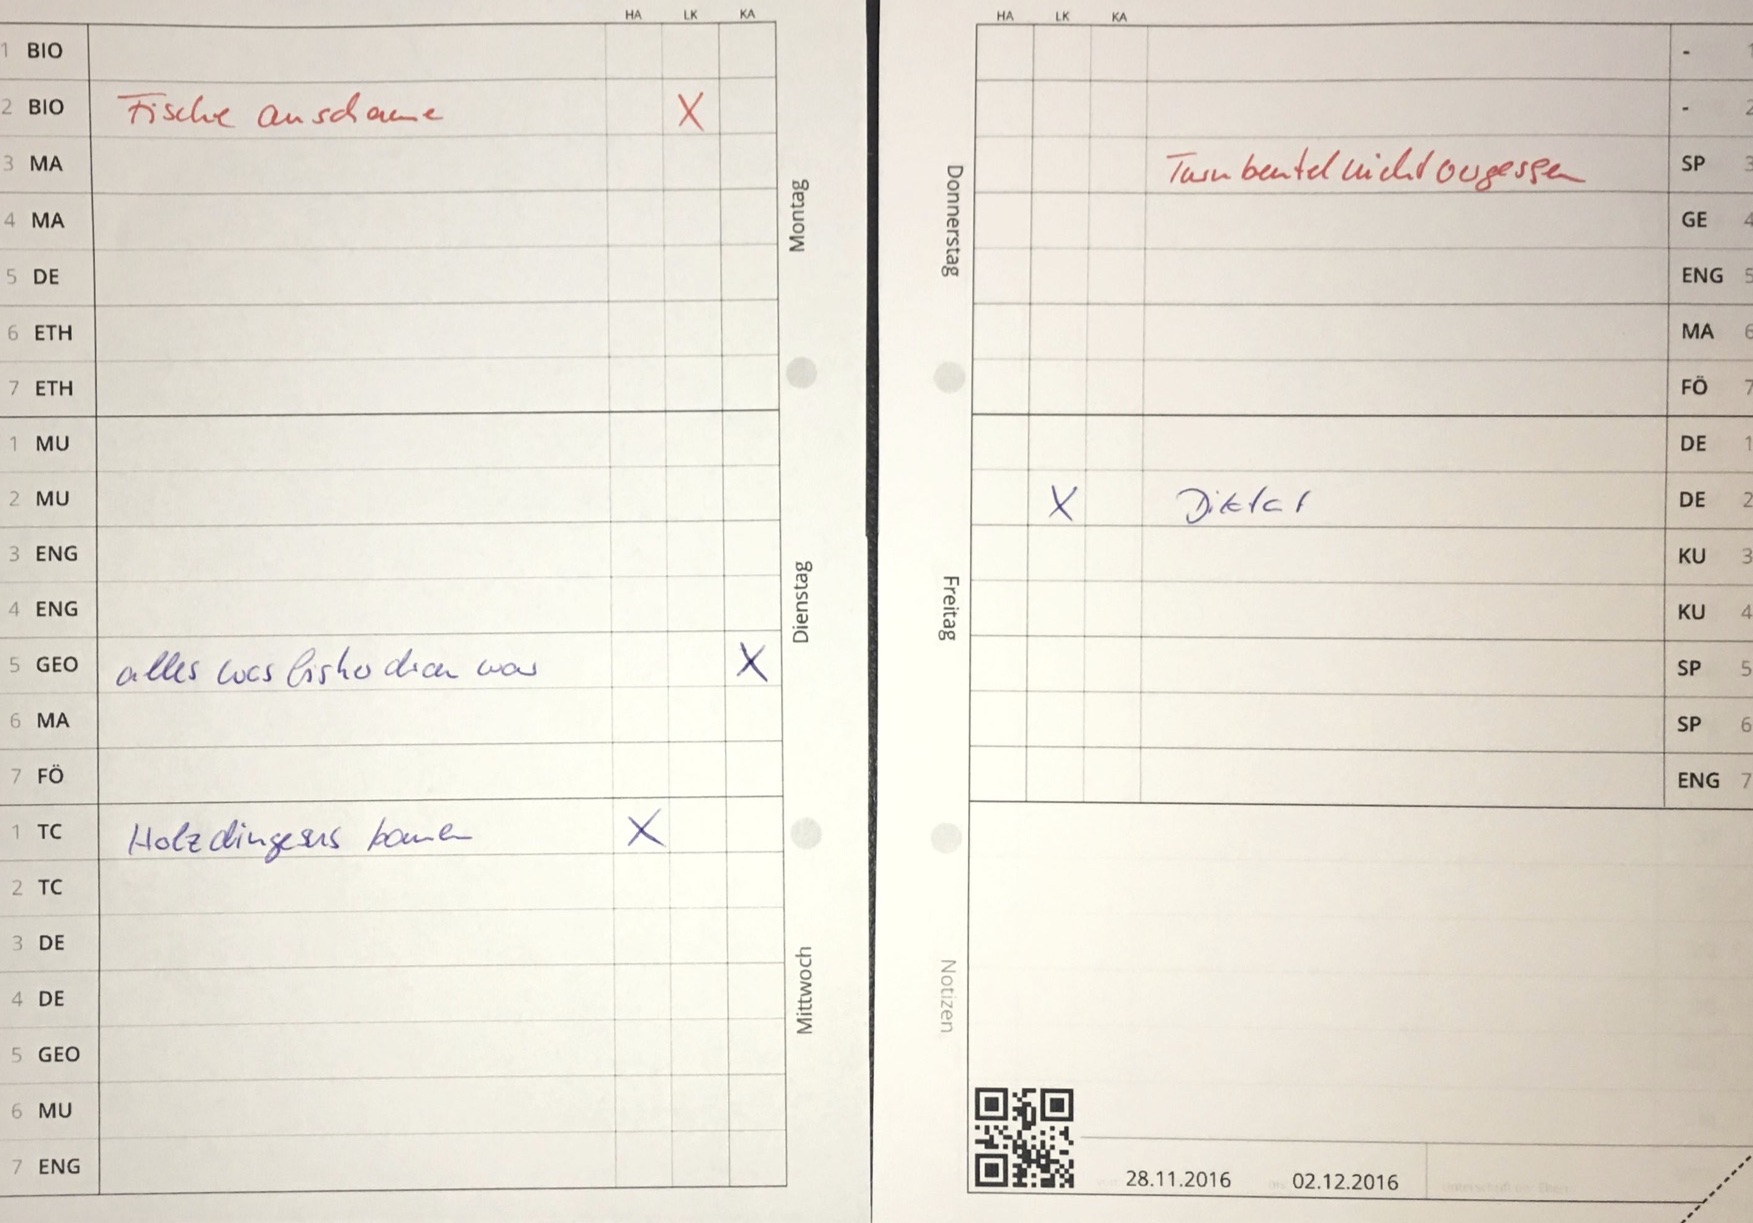 HA LK KA
1 BIO
2 BIO Fische anschauen X
3 MA
4 MA
5 DE
6 ETH
7 ETH
Montag
1 MU
2 MU
3 ENG
4 ENG
5 GEO alles was bisher dran war X
6 MA
7 FÖ
Dienstag
1 TC Holzdingens bauen X
2 TC
3 DE
4 DE
5 GEO
6 MU
7 ENG
Mittwoch
HA LK KA
- 1
- 2
Turnbeutel nicht vergessen SP 3
GE 4
ENG 5
MA 6
FÖ 7
Donnerstag
DE 1
X Diktat DE 2
KU 3
KU 4
SP 5
SP 6
ENG 7
Freitag
Notizen
28.11.2016 02.12.2016